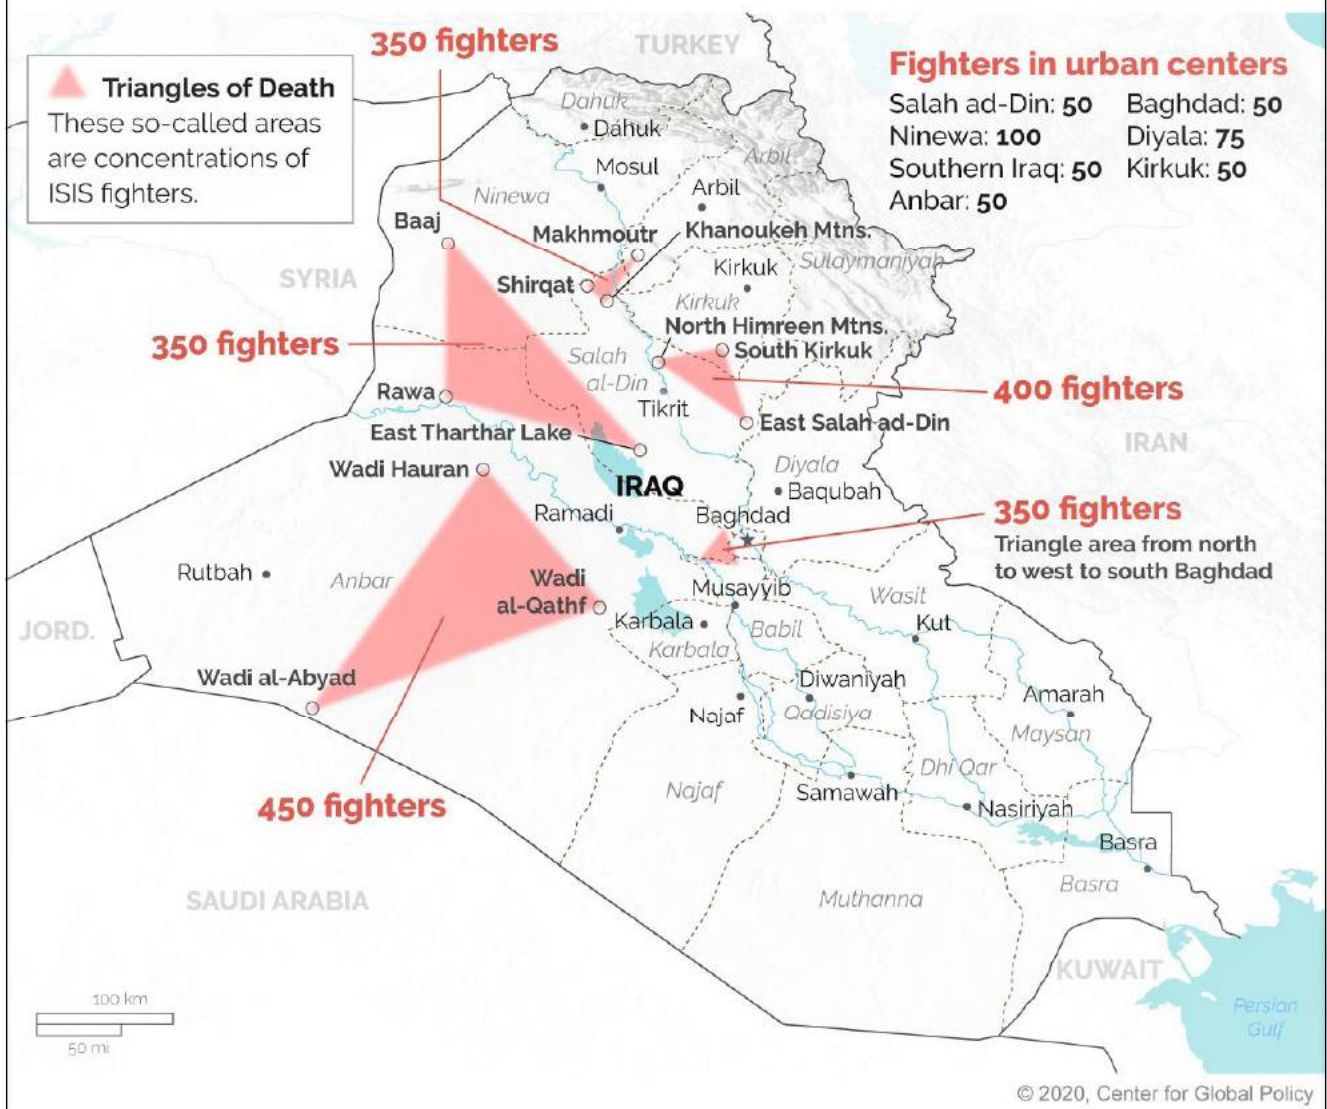 350 fighters
TURKEY
Triangles of Death
These so-called areas
are concentrations of
ISIS fighters.
Fighters in urban centers
Salah ad-Din: 50
Baghdad: 50
Ninewa: 100
Diyala: 75
Southern Iraq: 50
Kirkuk: 50
Anbar: 50
Dahuk
Dahuk
Mosul
Arbil
Arbil
Ninewa
Baaj
Makhmoutr
Khanoukeh Mtns.
SYRIA
Shirqat
Kirkuk
Sulaymaniyah
Kirkuk
North Himreen Mtns.
350 fighters
Salah
al-Din
South Kirkuk
Rawa
Tikrit
400 fighters
East Tharthar Lake
East Salah ad-Din
IRAN
Wadi Hauran
IRAQ
Diyala
Baqubah
Ramadi
Baghdad
350 fighters
Triangle area from north
to west to south Baghdad
Rutbah
Anbar
Wadi
al-Qathf
Musayyib
Wasit
JORD.
Karbala
Karbala
Babil
Kut
Wadi al-Abyad
Diwaniyah
Amarah
Najaf
Qadisiya
Maysan
450 fighters
Najaf
Samawah
Dhi Qar
Nasiriyah
Basra
SAUDI ARABIA
Muthanna
Basra
KUWAIT
100 km
50 mi
Persian
Gulf
© 2020, Center for Global Policy